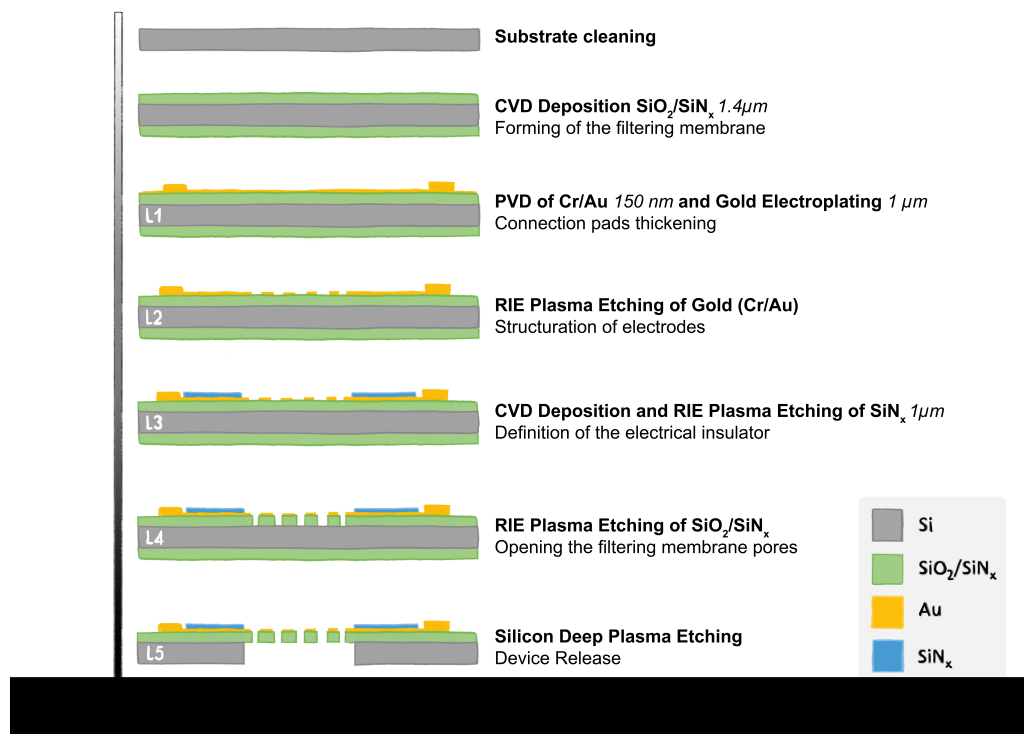 Substrate cleaning
CVD Deposition SiO₂/SiNₓ 1.4µm
Forming of the filtering membrane
L1
PVD of Cr/Au 150 nm and Gold Electroplating 1 µm
Connection pads thickening
L2
RIE Plasma Etching of Gold (Cr/Au)
Structuration of electrodes
L3
CVD Deposition and RIE Plasma Etching of SiNₓ 1µm
Definition of the electrical insulator
L4
RIE Plasma Etching of SiO₂/SiNₓ
Opening the filtering membrane pores
L5
Silicon Deep Plasma Etching
Device Release
Si
SiO₂/SiNₓ
Au
SiNₓ